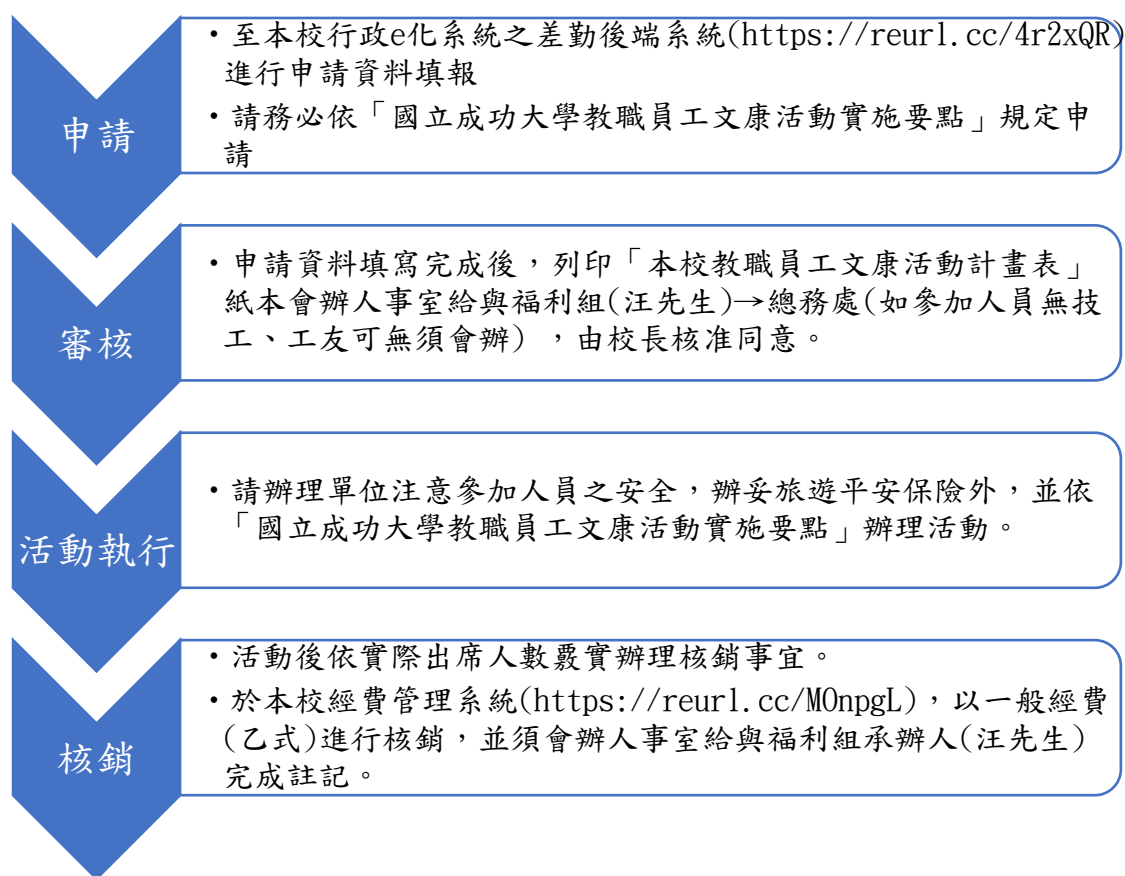 申請
・至本校行政e化系統之差勤後端系統(https://reurl.cc/4r2xQR)
進行申請資料填報
・請務必依「國立成功大學教職員工文康活動實施要點」規定申
請
審核
・申請資料填寫完成後，列印「本校教職員工文康活動計畫表」
紙本會辦人事室給與福利組(汪先生)→總務處(如參加人員無技
工、工友可無須會辦) ，由校長核准同意。
活動執行
・請辦理單位注意參加人員之安全，辦妥旅遊平安保險外，並依
「國立成功大學教職員工文康活動實施要點」辦理活動。
核銷
・活動後依實際出席人數覈實辦理核銷事宜。
・於本校經費管理系統(https://reurl.cc/MOnpgL)，以一般經費
(乙式)進行核銷，並須會辦人事室給與福利組承辦人(汪先生)
完成註記。